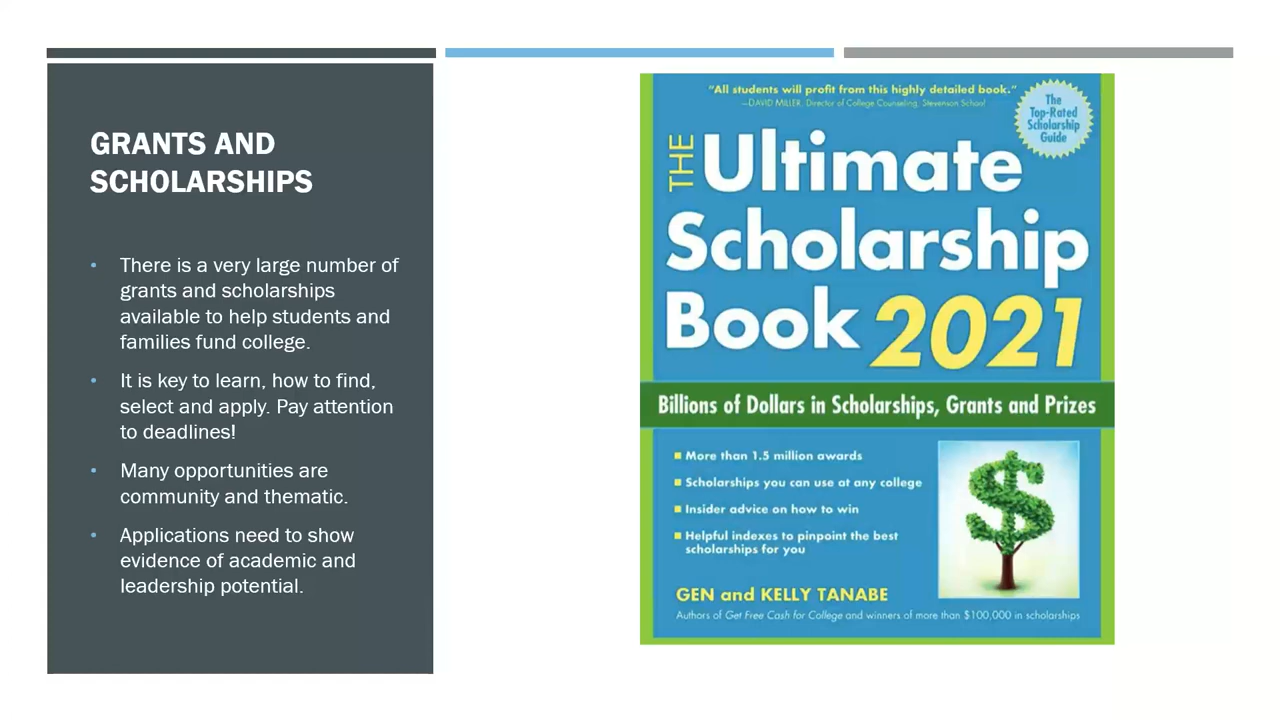 GRANTS AND
SCHOLARSHIPS
• There is a very large number of
grants and scholarships
available to help students and
families fund college.
• It is key to learn, how to find,
select and apply. Pay attention
to deadlines!
• Many opportunities are
community and thematic.
• Applications need to show
evidence of academic and
leadership potential.
"All students will profit from this highly detailed book."
—DAVID MILLER, Director of College Counseling, Stevenson School
The
Top-Rated
Scholarship
Guide
THE Ultimate
Scholarship
Book 2021
Billions of Dollars in Scholarships, Grants and Prizes
More than 1.5 million awards
Scholarships you can use at any college
Insider advice on how to win
Helpful indexes to pinpoint the best
scholarships for you
GEN and KELLY TANABE
Authors of Get Free Cash for College and winners of more than $100,000 in scholarships